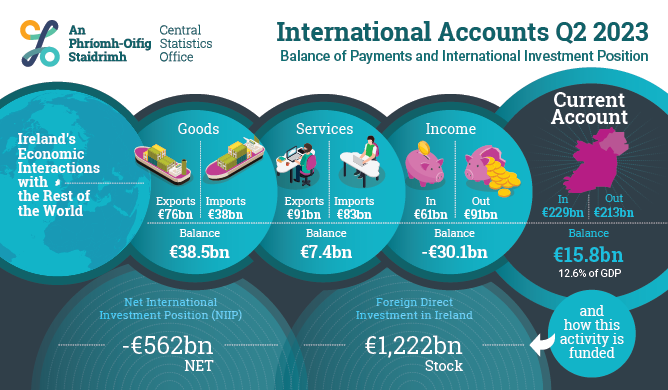 An
Phríomh-Oifig
Staidrimh
Central
Statistics
Office
International Accounts Q2 2023
Balance of Payments and International Investment Position
Ireland's
Economic
Interactions
with
the Rest of
the World
Goods
Exports
€76bn
Imports
€38bn
Balance
€38.5bn
Services
Exports
€91bn
Imports
€83bn
Balance
€7.4bn
Income
In
€61bn
Out
€91bn
Balance
-€30.1bn
Current
Account
In
€229bn
Out
€213bn
Balance
€15.8bn
12.6% of GDP
Net International
Investment Position (NIIP)
-€562bn
NET
Foreign Direct
Investment in Ireland
€1,222bn
Stock
and
how this
activity is
funded